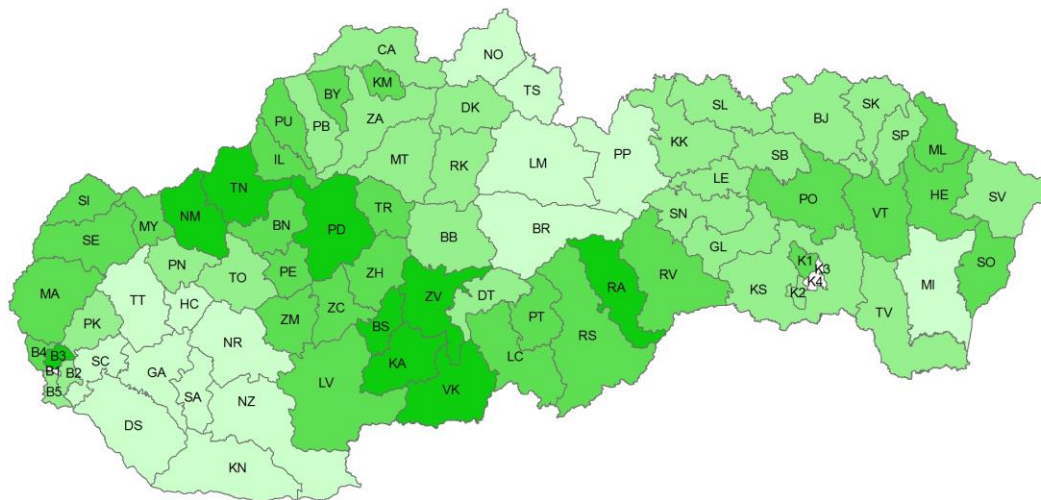 CA
NO
KM
BY
TS
DK
PU
PB
ZA
SL
SK
BJ
SP
KK
ML
IL
MT
RK
LM
PP
SB
TN
LE
PO
HE
VT
SV
SI
NM
MY
BN
PD
TR
SN
SE
BB
BR
GL
PN
TO
PE
ZH
K1
K3
SO
MA
TT
HC
ZV
DT
RA
RV
K4
KS
K2
MI
PK
ZM
ZC
BS
PT
TV
B4
B3
SC
NR
RS
B1
B2
GA
KA
LC
B5
LV
VK
SA
NZ
DS
KN